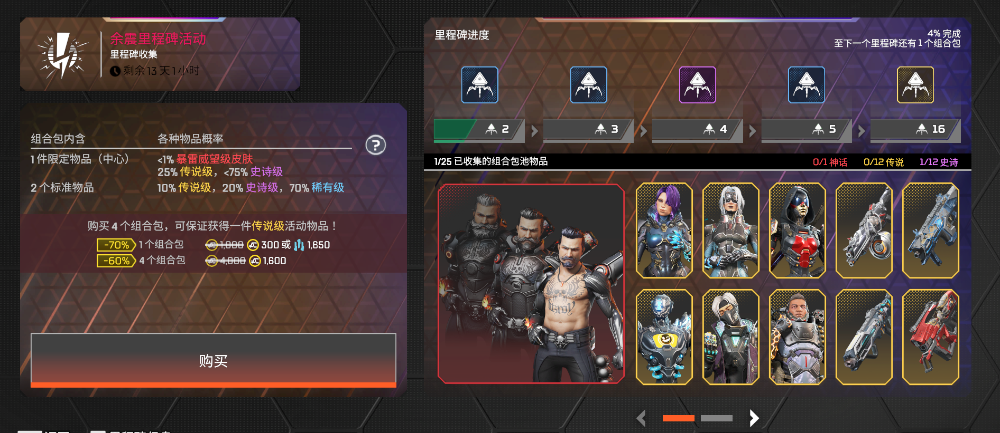 余震里程碑活动
里程碑收集
剩余 13 天 1 小时
组合包内含 各种物品概率
1 件限定物品（中心） <1% 暴雷威望级皮肤
25% 传说级，<75% 史诗级
2 个标准物品 10% 传说级，20% 史诗级，70% 稀有级
?
购买 4 个组合包，可保证获得一件传说级活动物品！
-70% 1 个组合包 1,000 300 或 1,650
-60% 4 个组合包 4,000 1,600
购买
里程碑进度
4% 完成
至下一个里程碑还有 1 个组合包
2 3 4 5 16
1/25 已收集的组合包池物品 0/1 神话 0/12 传说 1/12 史诗